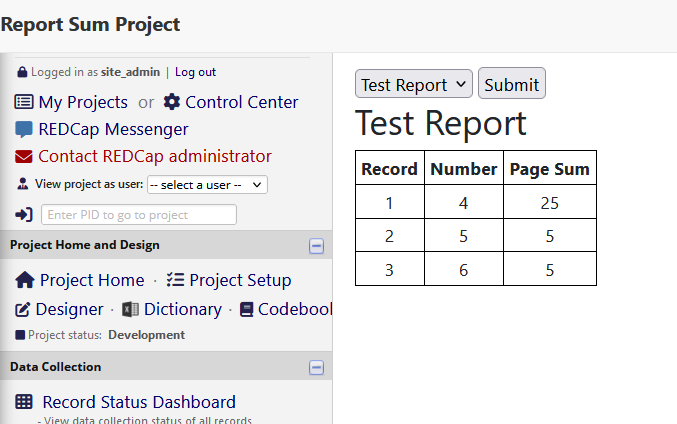 Report Sum Project
Logged in as site_admin | Log out
My Projects or Control Center
REDCap Messenger
Contact REDCap administrator
View project as user: -- select a user --
Enter PID to go to project
Project Home and Design
Project Home · Project Setup
Designer · Dictionary · Codebook
Project status: Development
Data Collection
Record Status Dashboard
- View data collection status of all records
Test Report Submit
Test Report
Record Number Page Sum
1 4 25
2 5 5
3 6 5